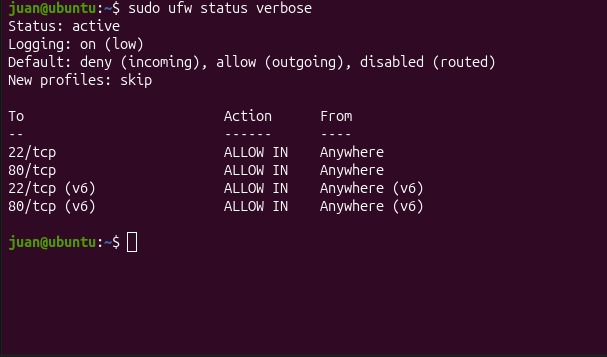 juan@ubuntu:~$ sudo ufw status verbose
Status: active
Logging: on (low)
Default: deny (incoming), allow (outgoing), disabled (routed)
New profiles: skip
To                         Action      From
--                         ------      ----
22/tcp                     ALLOW IN    Anywhere
80/tcp                     ALLOW IN    Anywhere
22/tcp (v6)                ALLOW IN    Anywhere (v6)
80/tcp (v6)                ALLOW IN    Anywhere (v6)
juan@ubuntu:~$